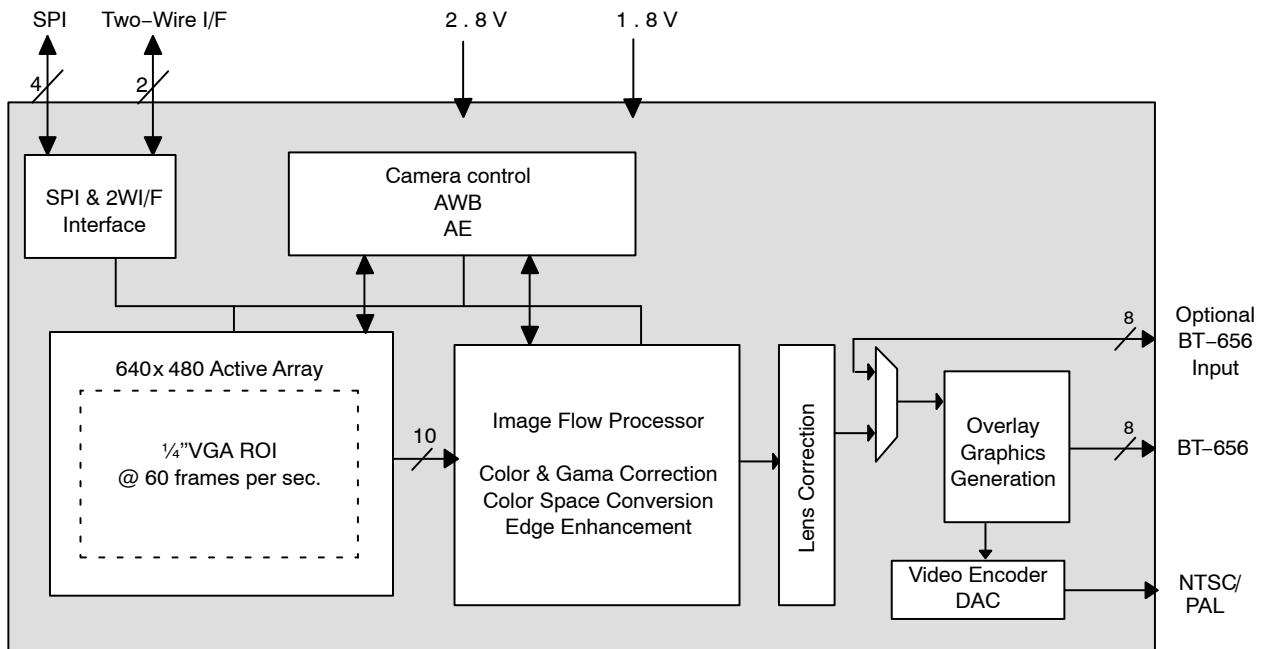 SPI
Two−Wire I/F
2 . 8 V
1 . 8 V
4
2
SPI & 2WI/F
Interface
Camera control
AWB
AE
640x 480 Active Array
¼”VGA ROI
@ 60 frames per sec.
10
Image Flow Processor
Color & Gama Correction
Color Space Conversion
Edge Enhancement
Lens Correction
8
Optional
BT−656
Input
Overlay
Graphics
Generation
8
BT−656
Video Encoder
DAC
NTSC/
PAL